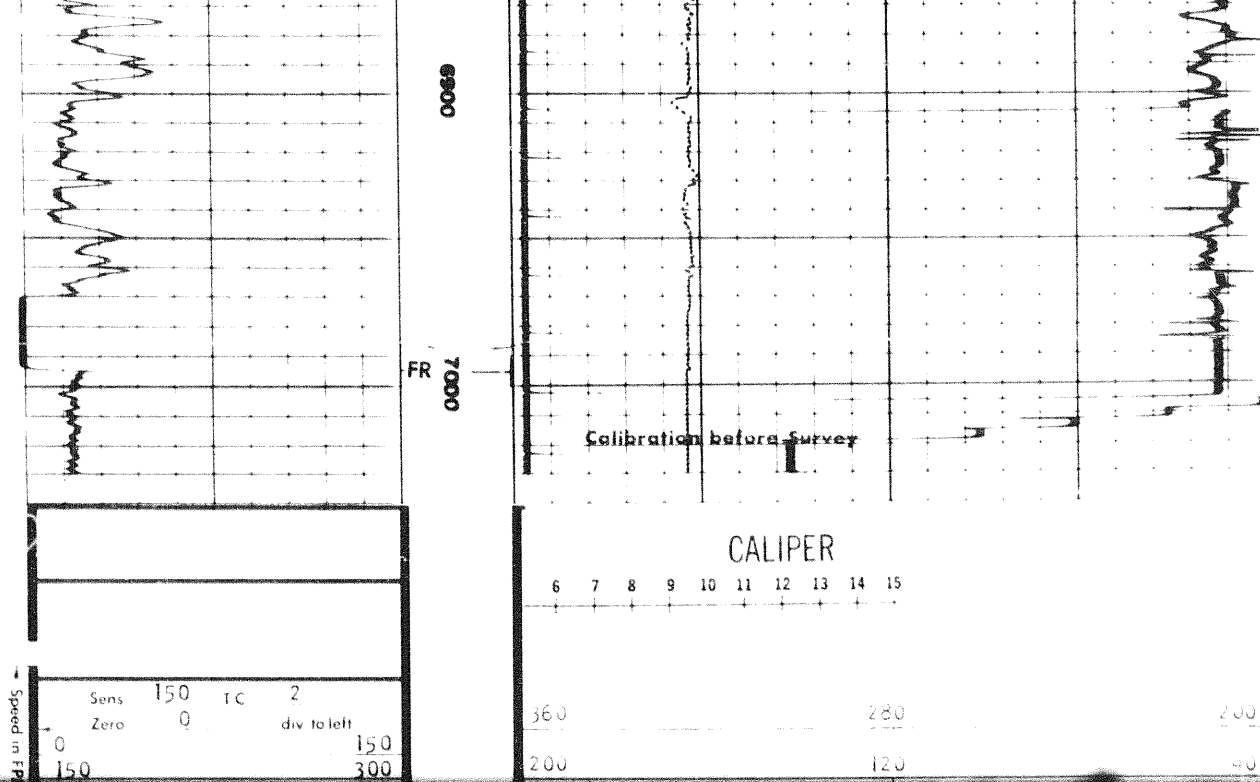 6900
FR 7000
Calibration before Survey
CALIPER
6 7 8 9 10 11 12 13 14 15
Sens 150 TC 2
Zero 0 div to left
0 150
150 300
Speed in FP
360 280 200
200 120 40